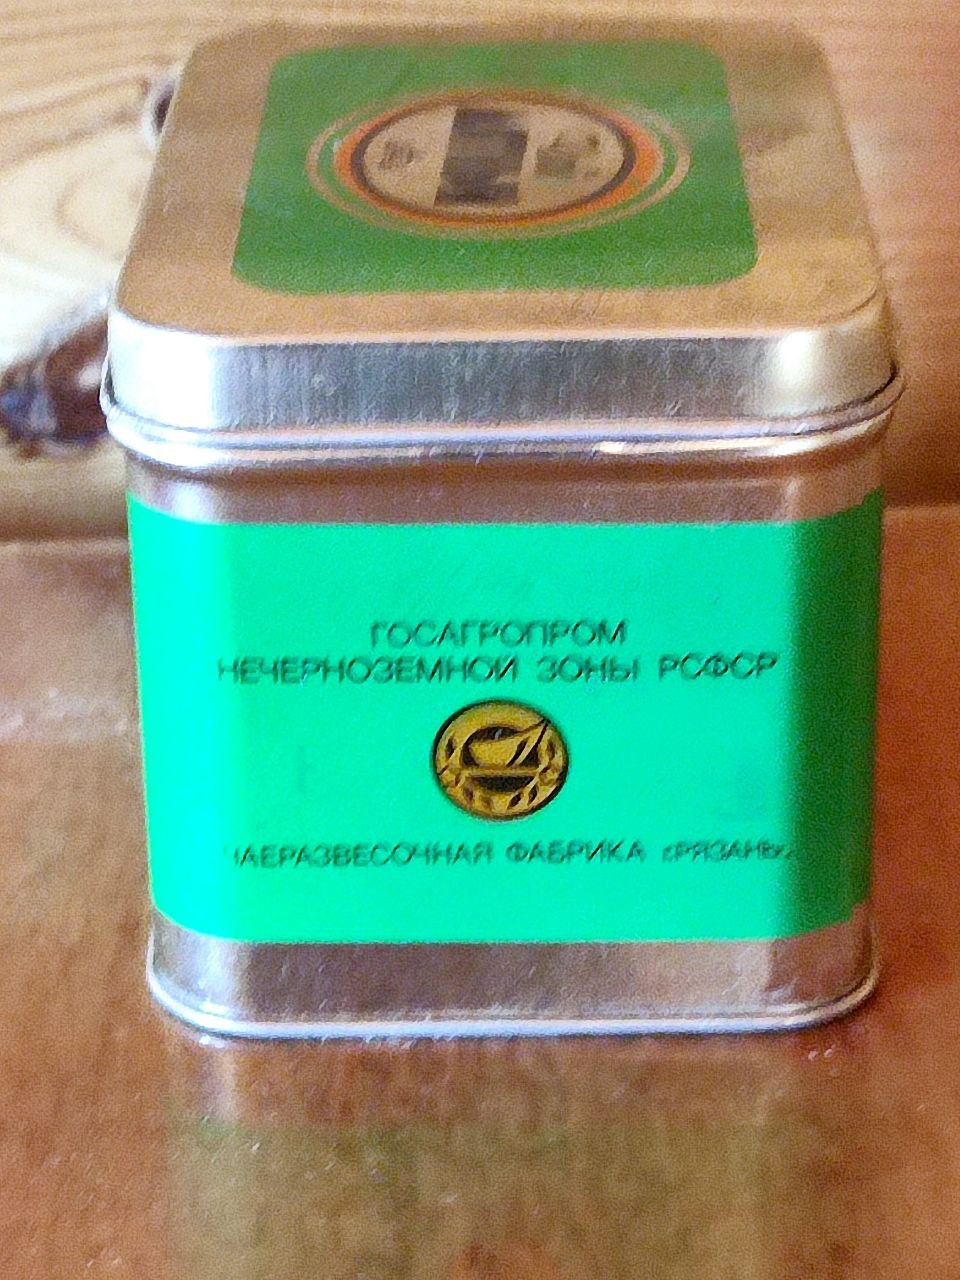 ГОСАГРОПРОМ
НЕЧЕРНОЗЕМНОЙ ЗОНЫ РСФСР
ЧАЕРАЗВЕСОЧНАЯ ФАБРИКА «РЯЗАНЬ»